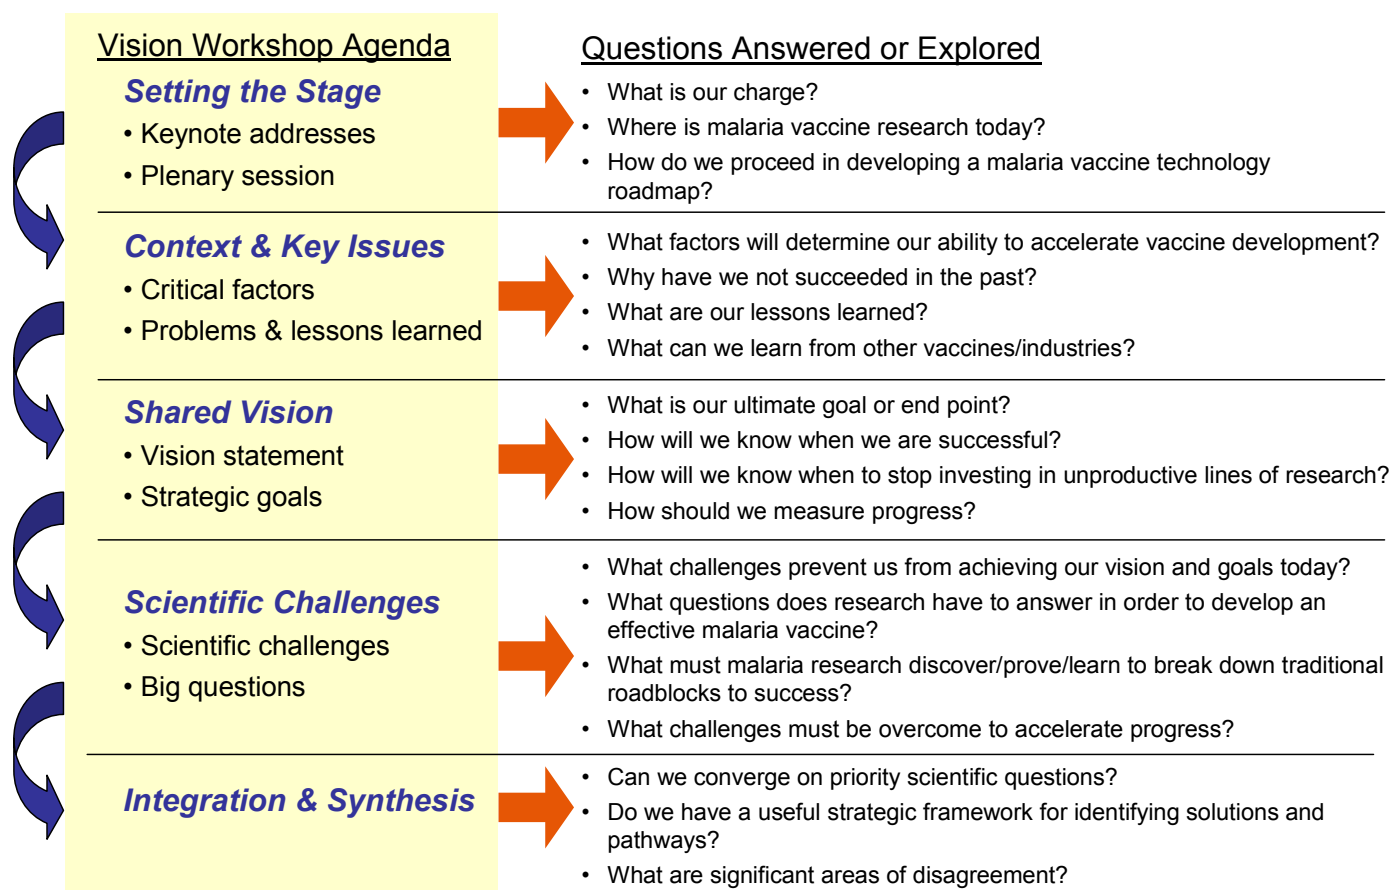 Vision Workshop Agenda
Questions Answered or Explored
Setting the Stage
• Keynote addresses
• Plenary session
• What is our charge?
• Where is malaria vaccine research today?
• How do we proceed in developing a malaria vaccine technology
roadmap?
Context & Key Issues
• Critical factors
• Problems & lessons learned
• What factors will determine our ability to accelerate vaccine development?
• Why have we not succeeded in the past?
• What are our lessons learned?
• What can we learn from other vaccines/industries?
Shared Vision
• Vision statement
• Strategic goals
• What is our ultimate goal or end point?
• How will we know when we are successful?
• How will we know when to stop investing in unproductive lines of research?
• How should we measure progress?
Scientific Challenges
• Scientific challenges
• Big questions
• What challenges prevent us from achieving our vision and goals today?
• What questions does research have to answer in order to develop an
effective malaria vaccine?
• What must malaria research discover/prove/learn to break down traditional
roadblocks to success?
• What challenges must be overcome to accelerate progress?
Integration & Synthesis
• Can we converge on priority scientific questions?
• Do we have a useful strategic framework for identifying solutions and
pathways?
• What are significant areas of disagreement?